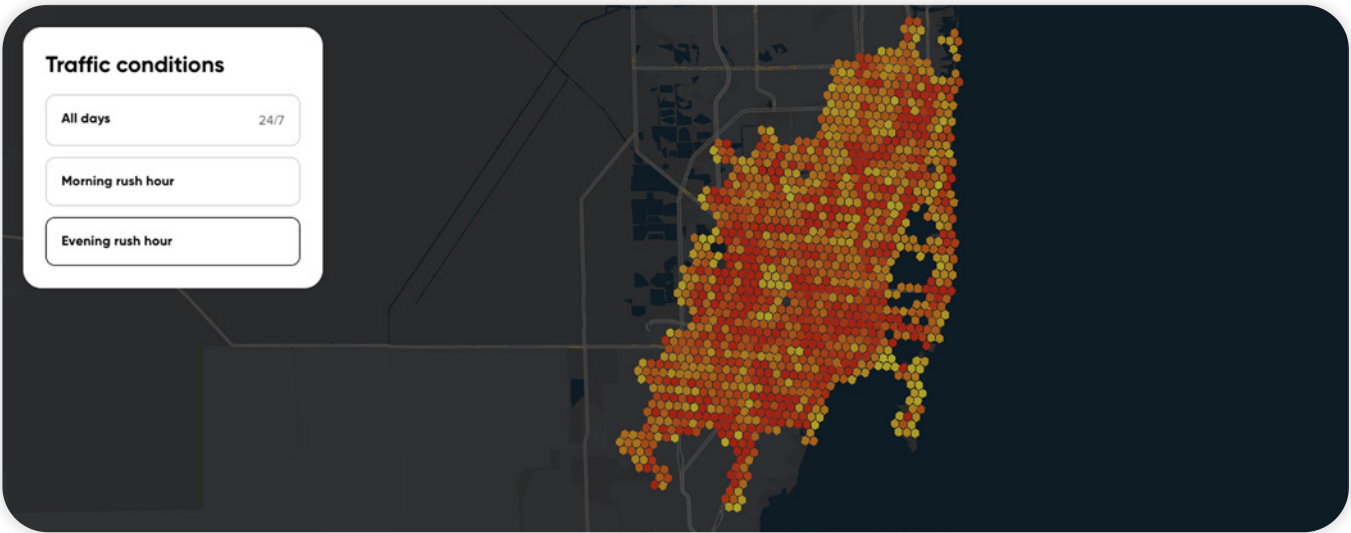 Traffic conditions
All days 24/7
Morning rush hour
Evening rush hour